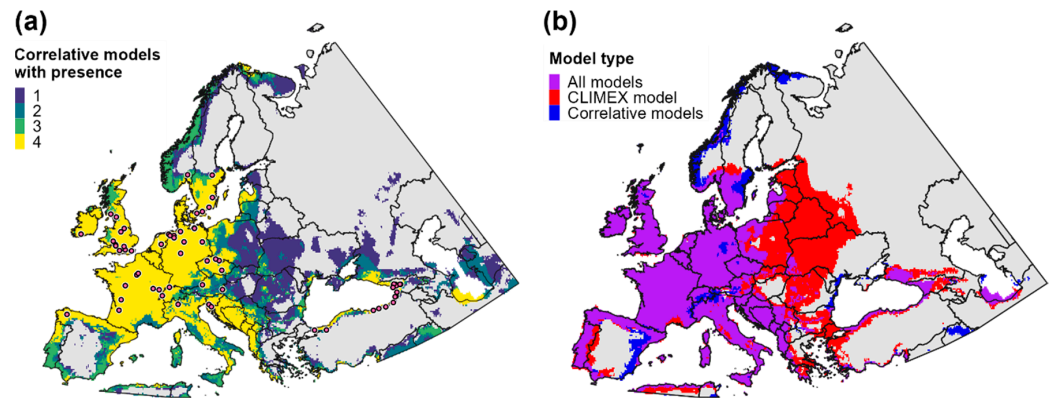 (a)
Correlative models
with presence
1
2
3
4
(b)
Model type
All models
CLIMEX model
Correlative models